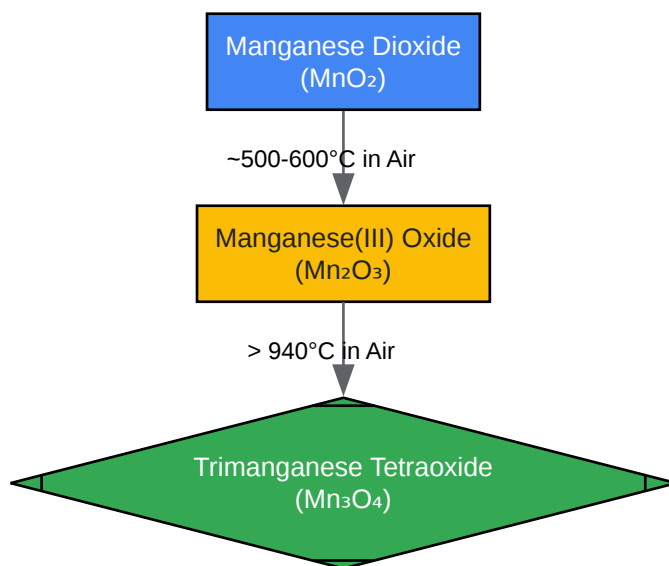 Manganese Dioxide
(MnO₂)
~500-600°C in Air
Manganese(III) Oxide
(Mn₂O₃)
> 940°C in Air
Trimanganese Tetraoxide
(Mn₃O₄)